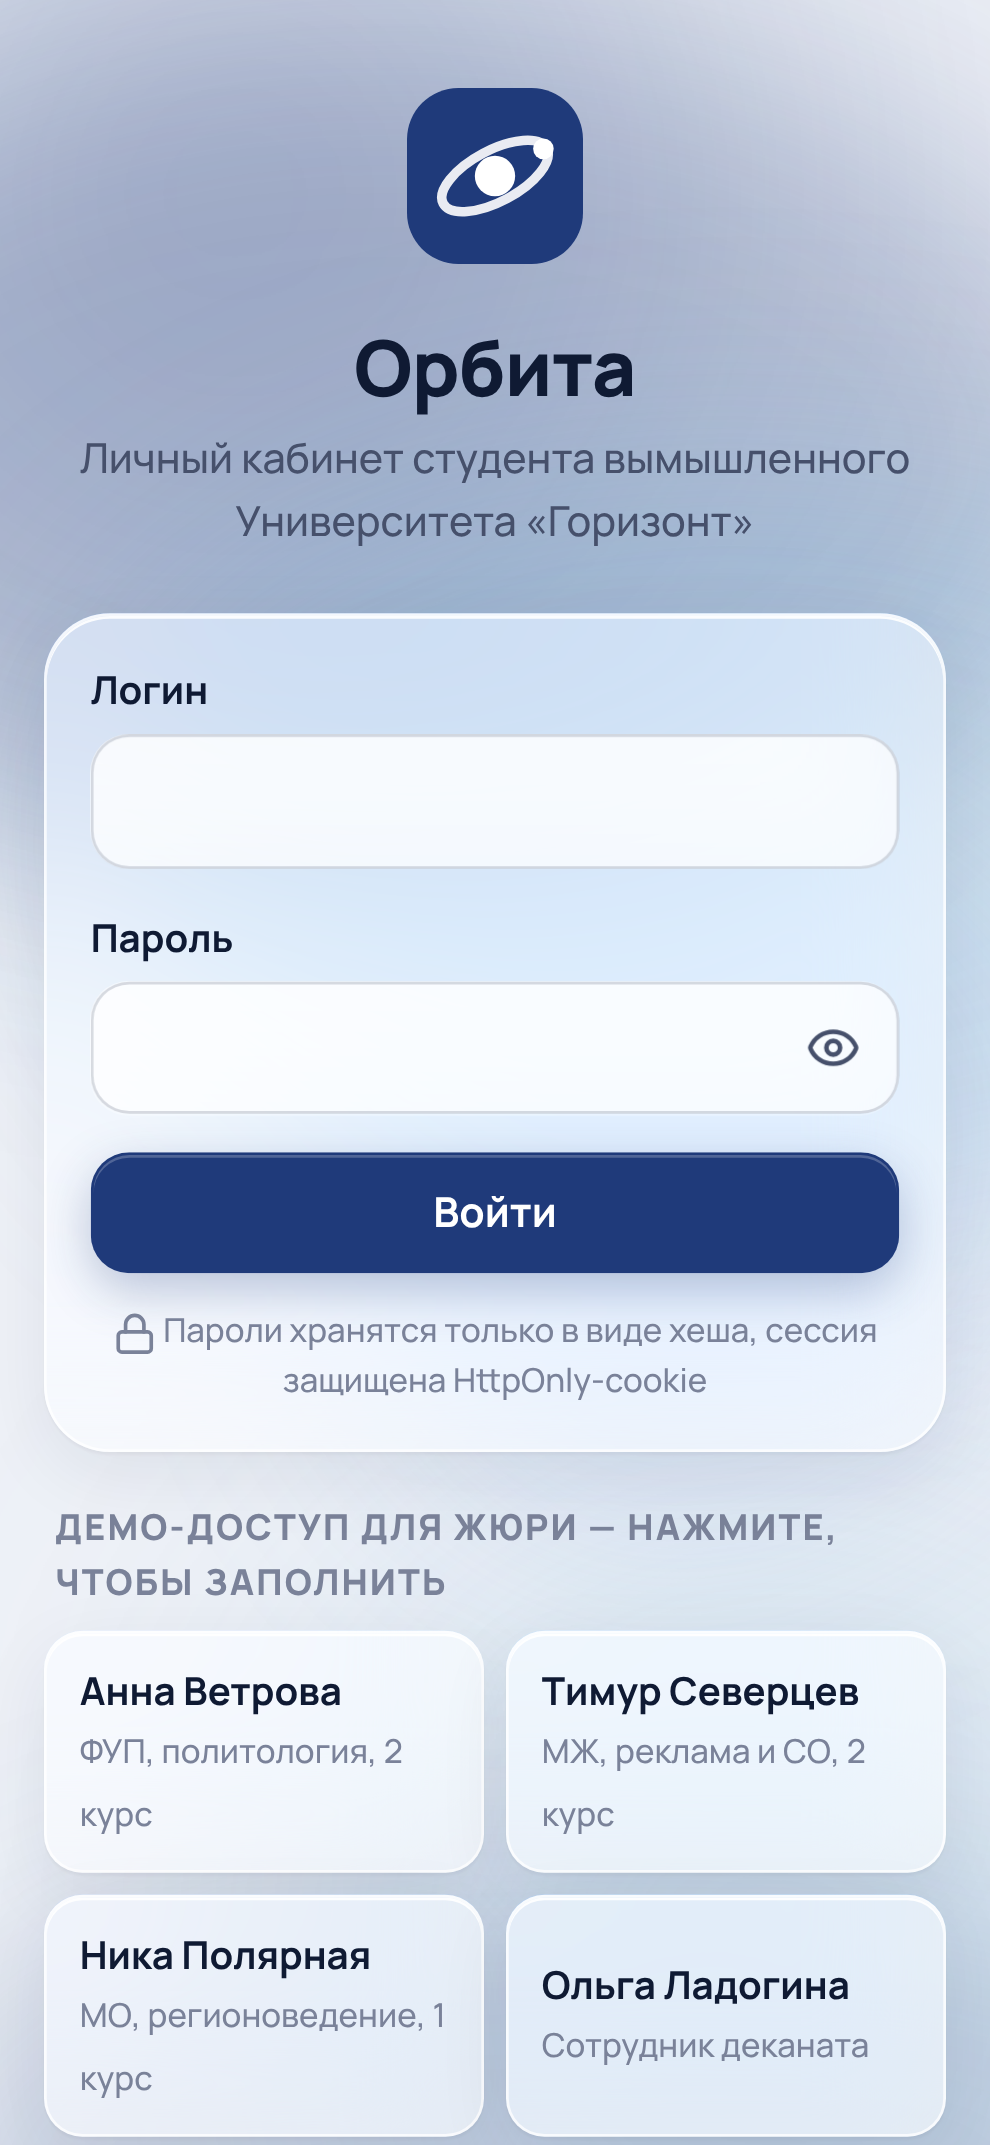 Орбита
Личный кабинет студента вымышленного
Университета «Горизонт»
Логин
Пароль
Войти
Пароли хранятся только в виде хеша, сессия
защищена HttpOnly-cookie
ДЕМО-ДОСТУП ДЛЯ ЖЮРИ — НАЖМИТЕ,
ЧТОБЫ ЗАПОЛНИТЬ
Анна Ветрова
ФУП, политология, 2
курс
Тимур Северцев
МЖ, реклама и СО, 2
курс
Ника Полярная
МО, регионоведение, 1
курс
Ольга Ладогина
Сотрудник деканата